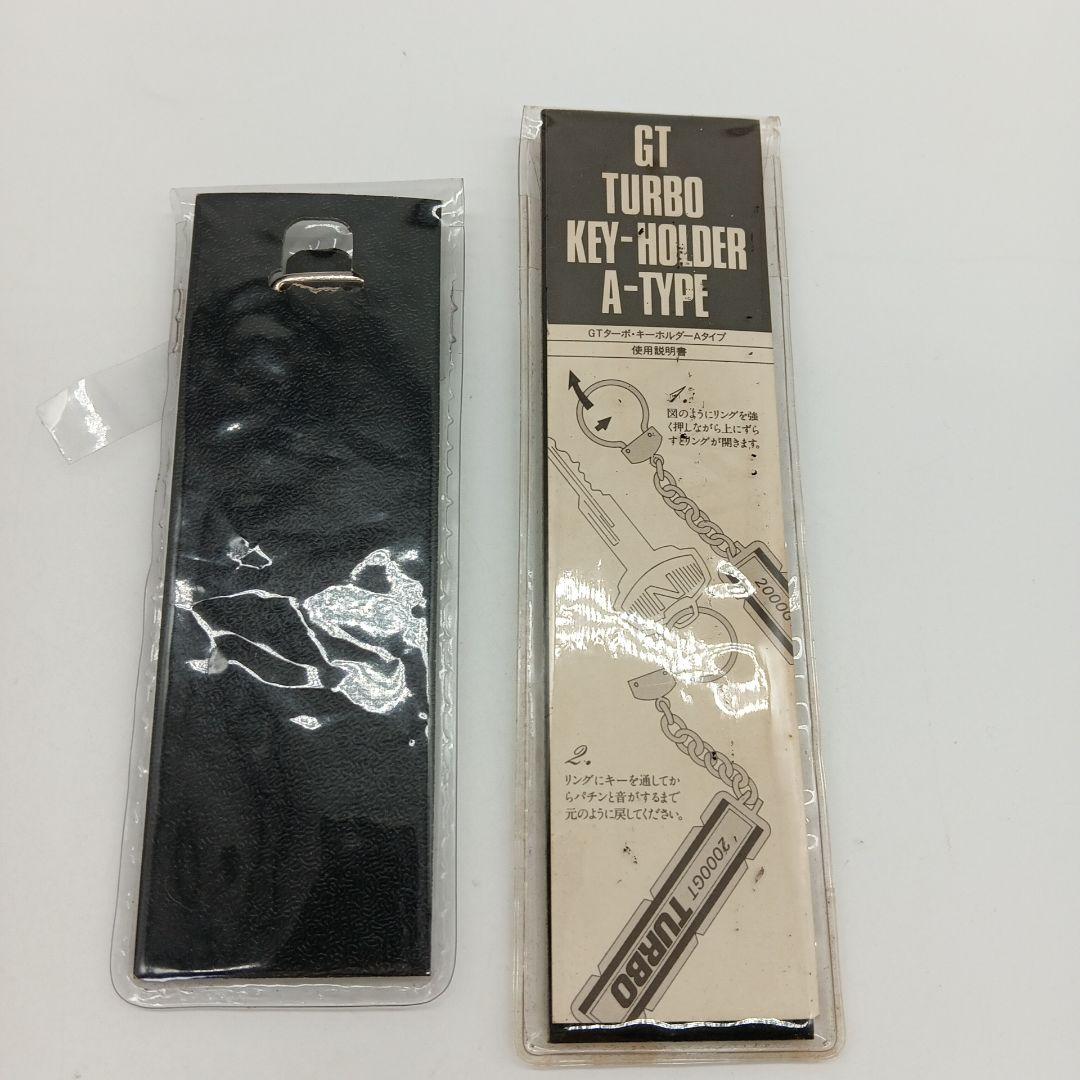 GT
TURBO
KEY-HOLDER
A-TYPE
GTターボ・キーホルダーAタイプ
使用説明書
1.
図のようにリングを強
く押しながら上にずら
すとリングが開きます。
2000G
N
2.
リングにキーを通してか
らパチンと音がするまで
元のように戻してください。
'2000GT TURBO